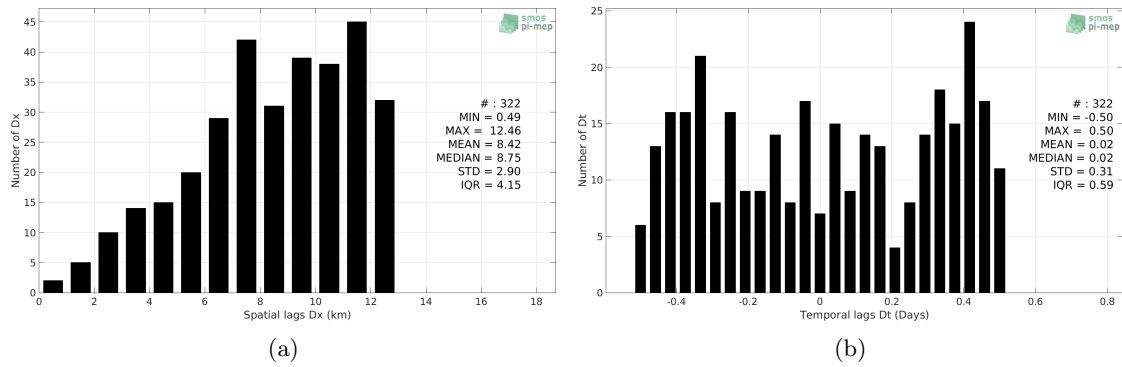 smos
pi-mep
45
40
35
30
25
20
15
10
5
0
Number of Dx
# : 322
MIN = 0.49
MAX = 12.46
MEAN = 8.42
MEDIAN = 8.75
STD = 2.90
IQR = 4.15
0 2 4 6 8 10 12 14 16 18
Spatial lags Dx (km)
(a)
smos
pi-mep
25
20
15
10
5
0
Number of Dt
# : 322
MIN = -0.50
MAX = 0.50
MEAN = 0.02
MEDIAN = 0.02
STD = 0.31
IQR = 0.59
-0.4 -0.2 0 0.2 0.4 0.6 0.8
Temporal lags Dt (Days)
(b)